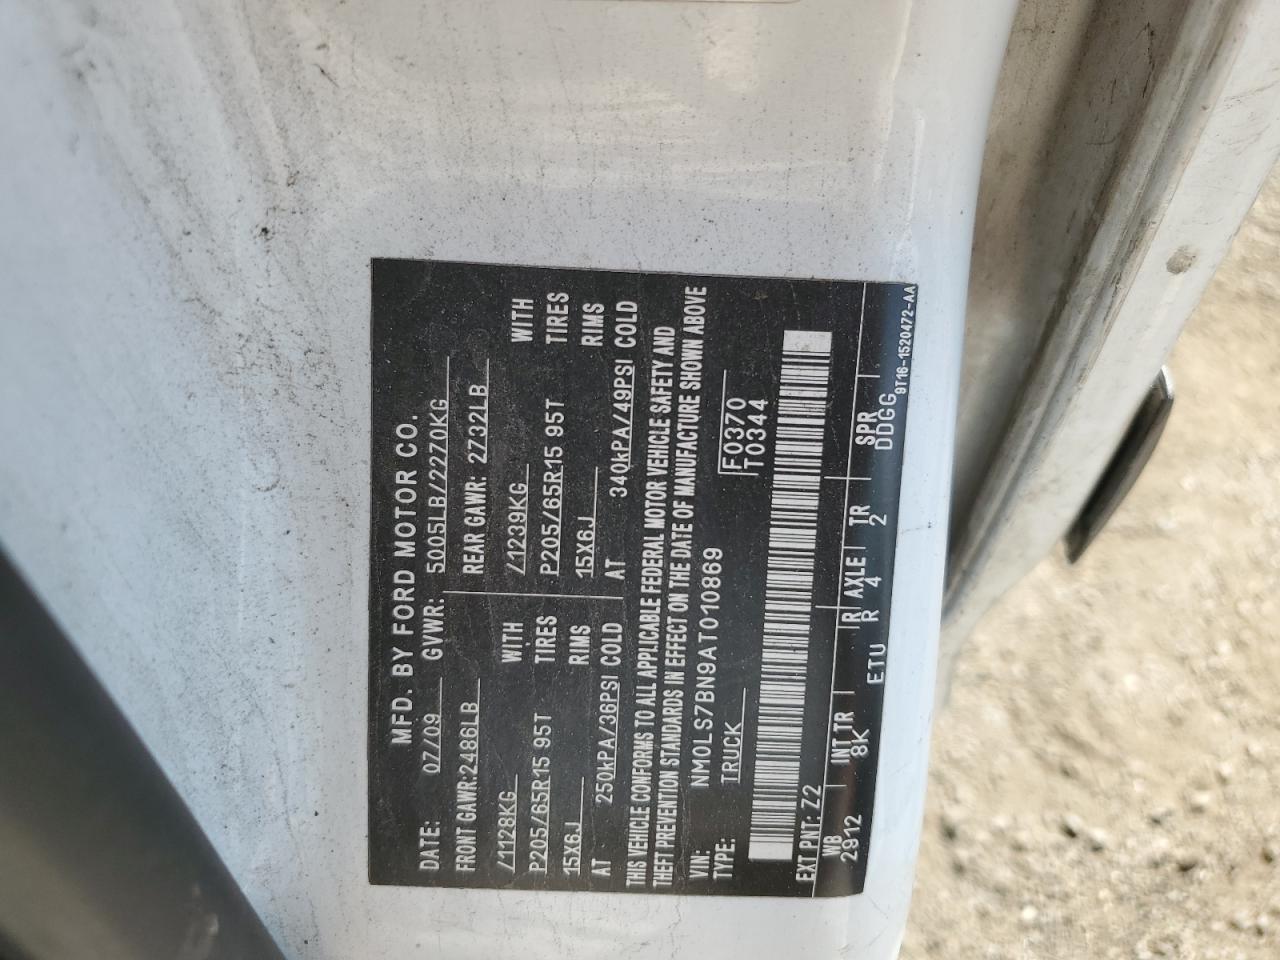 MFD. BY FORD MOTOR CO.
DATE: 07/09 GVWR: 5005LB/2270KG
FRONT GAWR:2486LB REAR GAWR: 2732LB
/1128KG WITH /1239KG WITH
P205/65R15 95T TIRES P205/65R15 95T TIRES
15X6J RIMS 15X6J RIMS
AT 250kPA/36PSI COLD AT 340kPA/49PSI COLD
THIS VEHICLE CONFORMS TO ALL APPLICABLE FEDERAL MOTOR VEHICLE SAFETY AND
THEFT PREVENTION STANDARDS IN EFFECT ON THE DATE OF MANUFACTURE SHOWN ABOVE
VIN: NM0LS7BN9AT010869
TYPE: TRUCK F0370
T0344
EXT PNT: Z2
WB INT TR R AXLE TR SPR
2912 8K ETU R 4 2 DDGG
9T16-1520472-AA